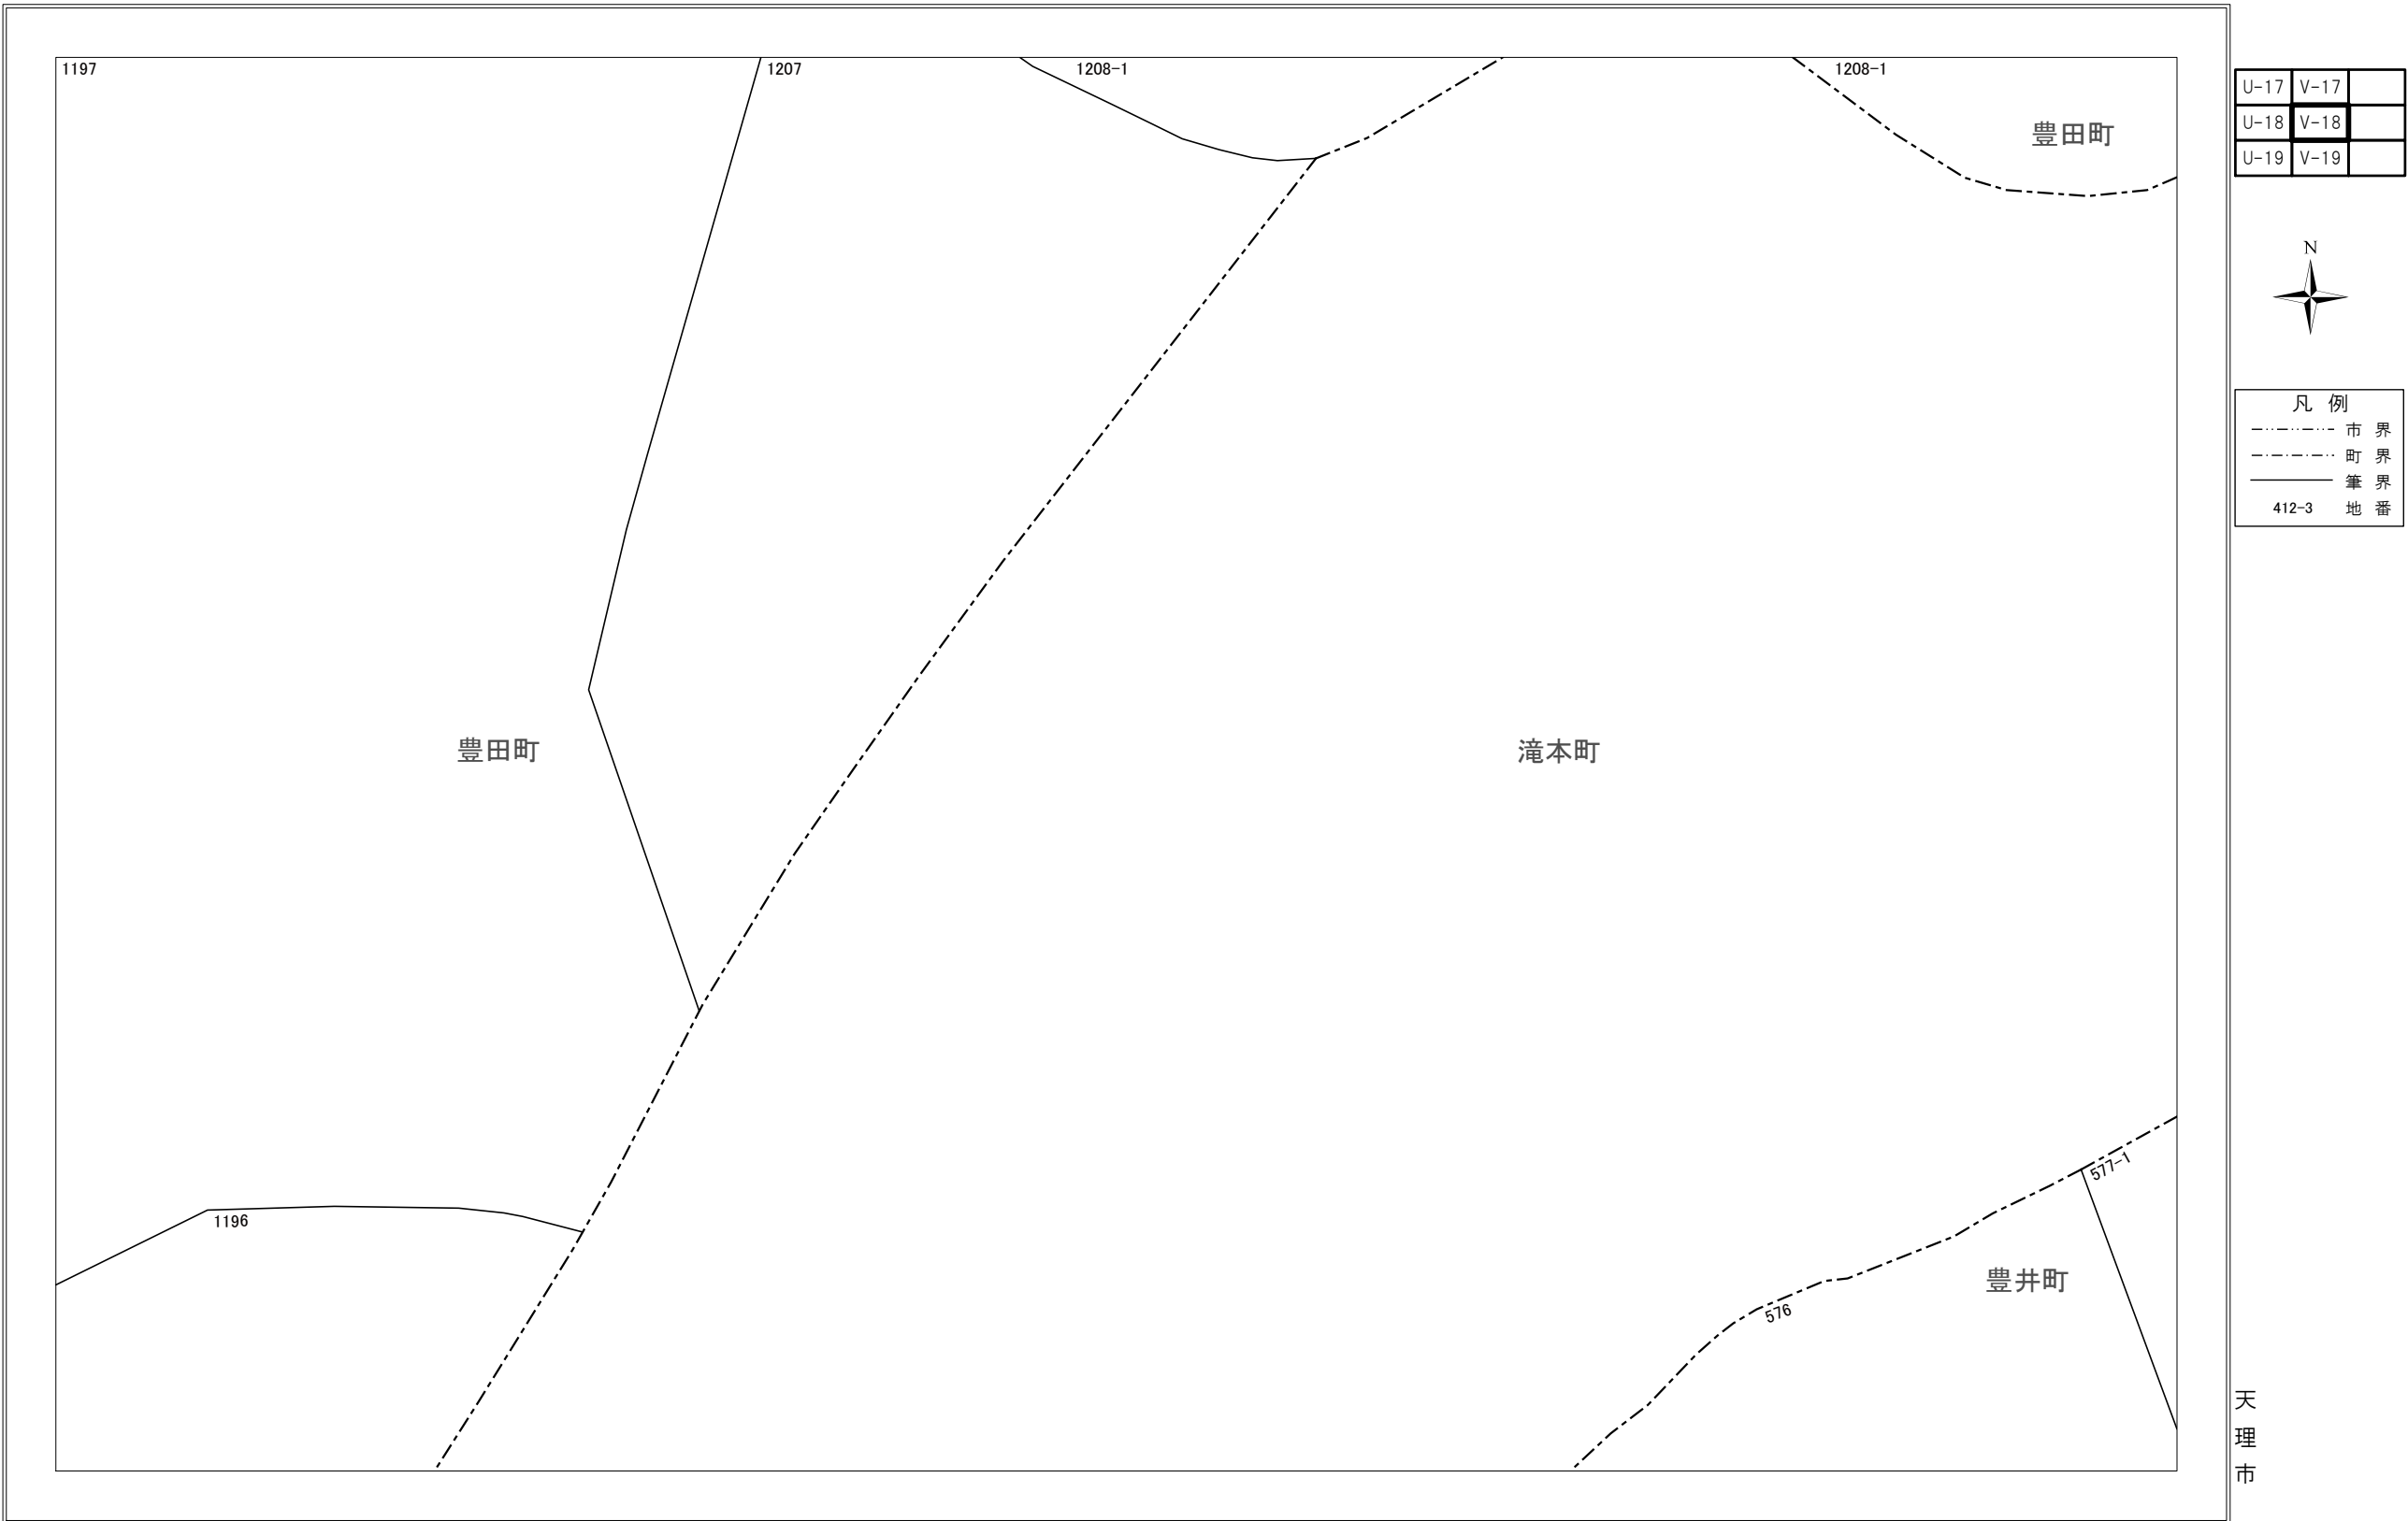 1197
1207
1208-1
1208-1
豊田町
豊田町
滝本町
1196
577-1
豊井町
576
U-17 V-17
U-18 V-18
U-19 V-19
N
凡 例
市 界
町 界
筆 界
412-3 地 番
天
理
市